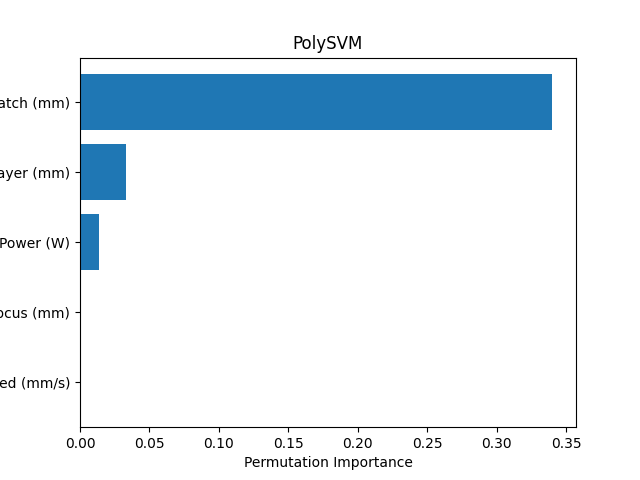 PolySVM
atch (mm)
ayer (mm)
Power (W)
ocus (mm)
ed (mm/s)
0.00 0.05 0.10 0.15 0.20 0.25 0.30 0.35
Permutation Importance